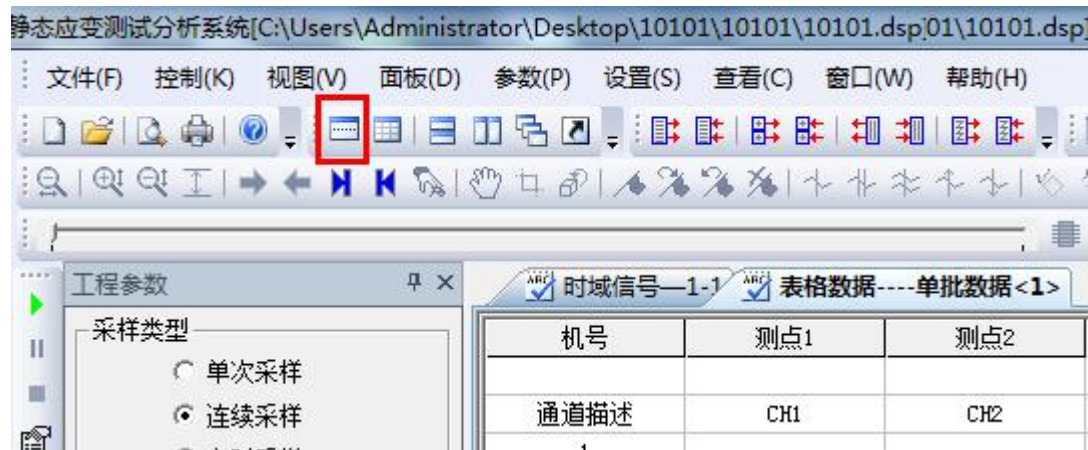 静态应变测试分析系统[C:\Users\Administrator\Desktop\10101\10101\10101.dsp]01\10101.dsp]
文件(F) 控制(K) 视图(V) 面板(D) 参数(P) 设置(S) 查看(C) 窗口(W) 帮助(H)
工程参数
时域信号—1-1
表格数据----单批数据<1>
采样类型
机号 测点1 测点2
单次采样
连续采样
通道描述 CH1 CH2